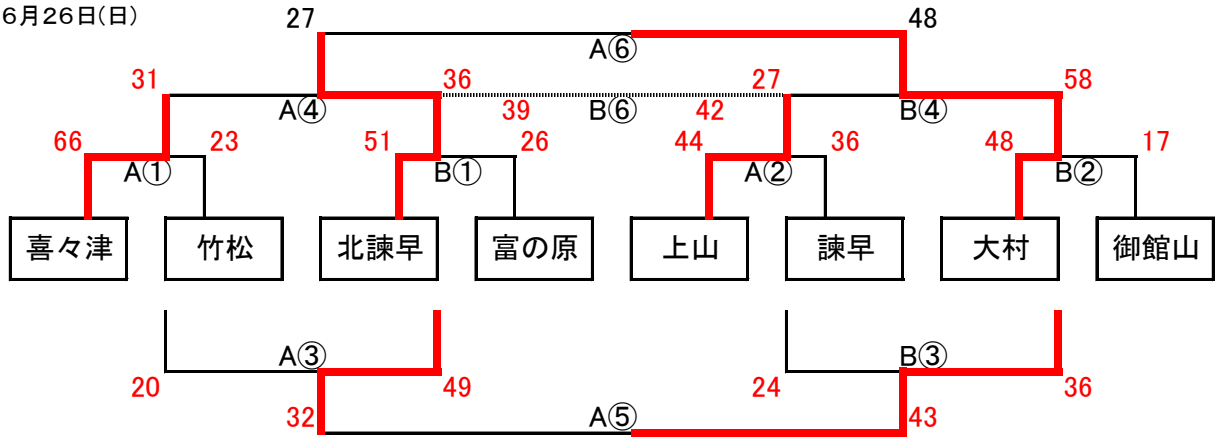 6月26日(日)
27 48
A⑥
31 36 27 58
A④ 39 B⑥ 42 B④
66 23 51 26 44 36 48 17
A① B① A② B②
喜々津 竹松 北諫早 富の原 上山 諫早 大村 御館山
A③ B③
20 49 24 36
32 A⑤ 43